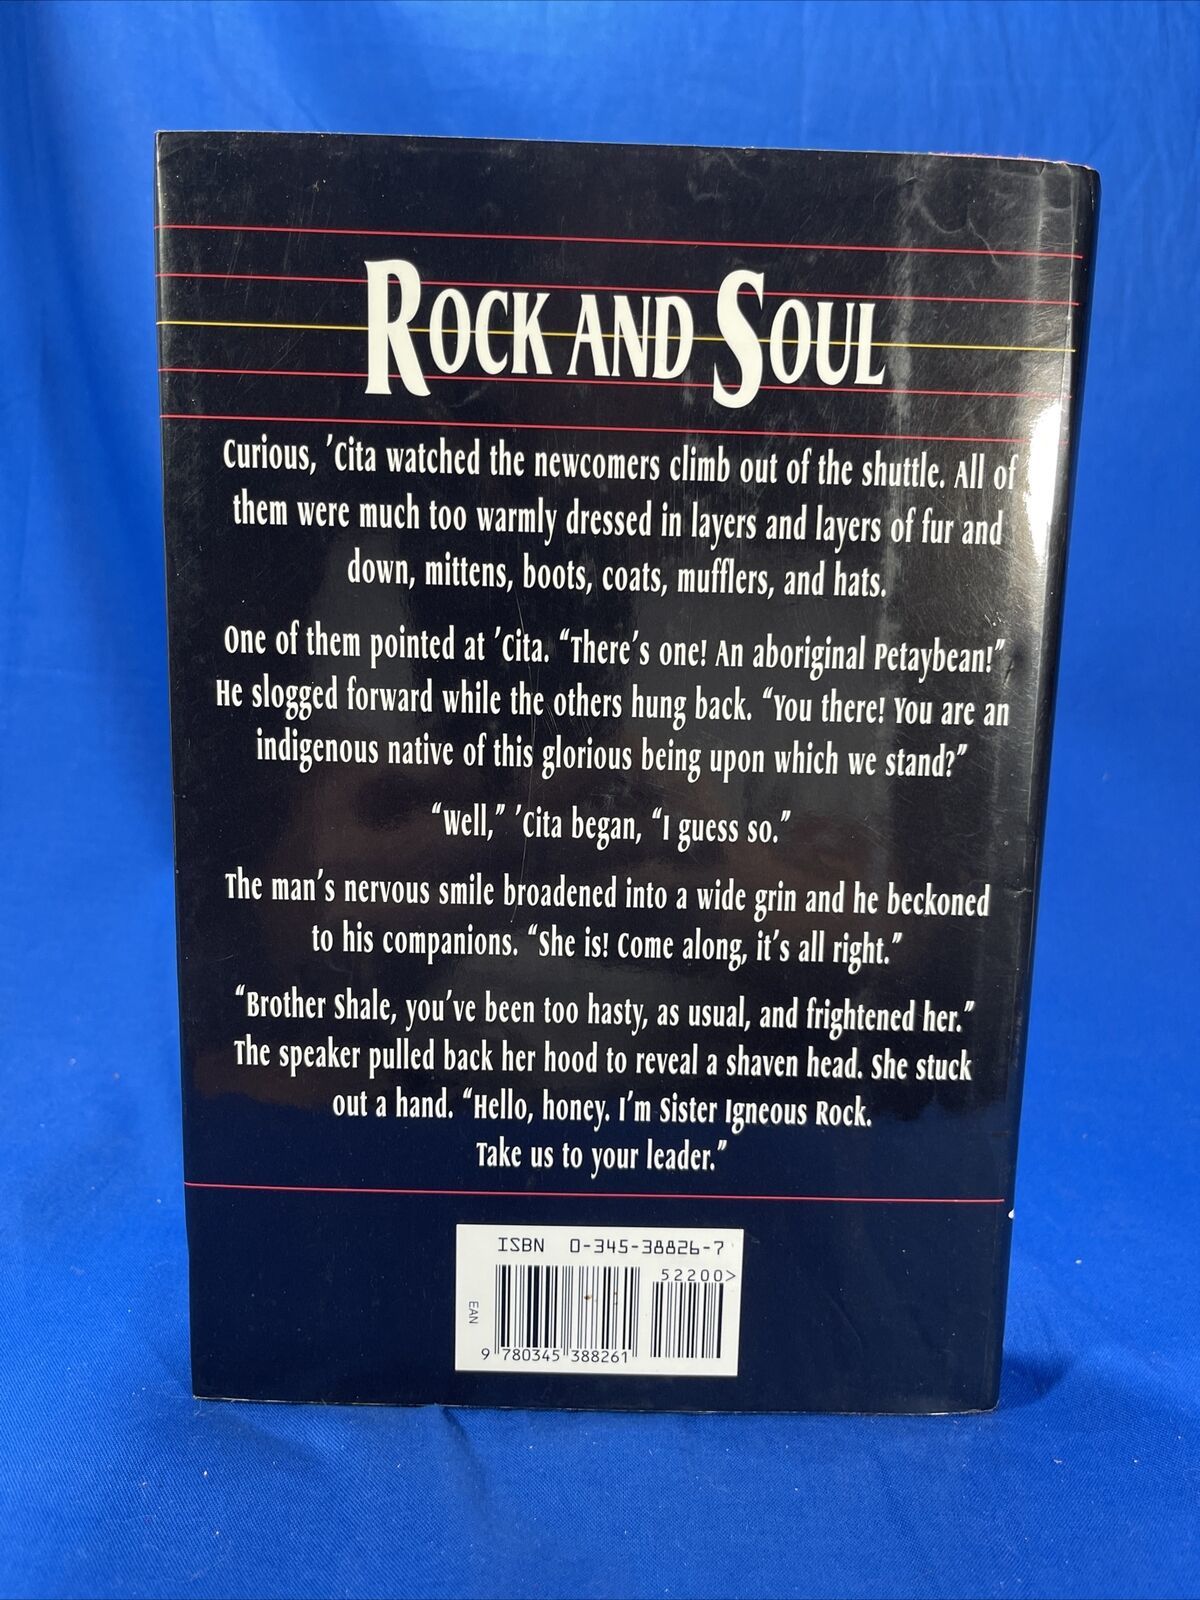 ROCK AND SOUL
Curious, 'Cita watched the newcomers climb out of the shuttle. All of
them were much too warmly dressed in layers and layers of fur and
down, mittens, boots, coats, mufflers, and hats.
One of them pointed at 'Cita. “There's one! An aboriginal Petaybean!”
He slogged forward while the others hung back. “You there! You are an
indigenous native of this glorious being upon which we stand?”
“Well,” 'Cita began, “I guess so.”
The man's nervous smile broadened into a wide grin and he beckoned
to his companions. “She is! Come along, it's all right.”
“Brother Shale, you've been too hasty, as usual, and frightened her.”
The speaker pulled back her hood to reveal a shaven head. She stuck
out a hand. “Hello, honey. I'm Sister Igneous Rock.
Take us to your leader.”
ISBN 0-345-38826-7
52200>
EAN
9 780345 388261